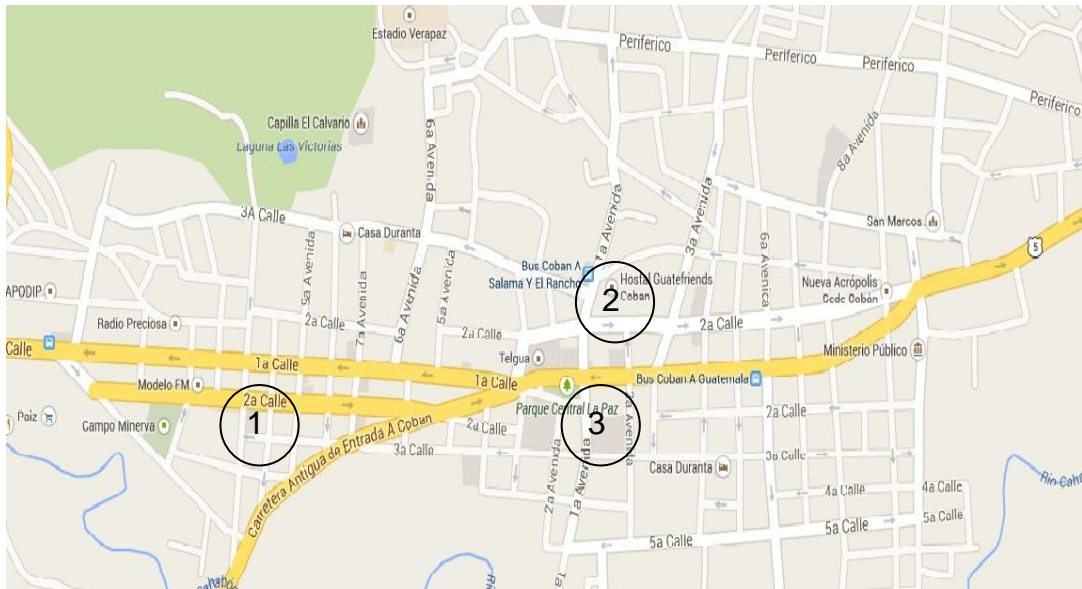 Estadio Verapaz
Periferico
Periferico
Periferico
Periferico
Capilla El Calvario
Laguna Las Victorias
6a Avenida
8a Avenida
3A Calle
Casa Duranta
1a Avenida
3a Avenida
San Marcos
5
Bus Coban A
Salama Y El Rancho
Hostal Guatefriends
Coban
2
9a Avenida
7a Avenida
6a Avenida
5a Avenida
6a Avenica
Nueva Acrópolis
Sede Cobán
APODIP
Radio Preciosa
2a Calle
2a Calle
2a Calle
Calle
1a Calle
Telgua
1a Calle
Ministerio Público
Bus Coban A Guatemala
Modelo FM
2a Calle
Parque Central La Paz
Paiz
Campo Minerva
1
3
2a Calle
2a Calle
Carretera Antigua de Entrada A Coban
3a Calle
2a Avenida
1a Avenida
2a Avenida
Casa Duranta
3a Calle
4a Calle
4a Calle
5a Calle
5a Calle
5a Calle